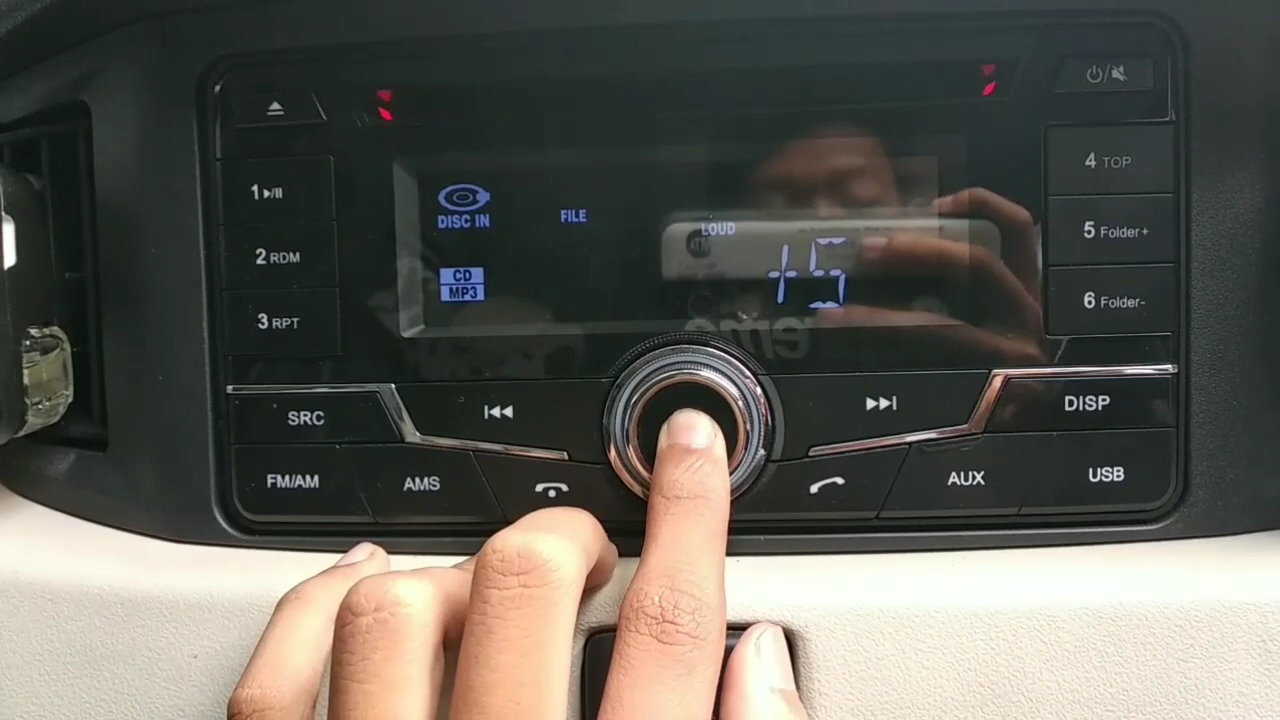 1
4 TOP
DISC IN
FILE
LOUD
2 RDM
5 Folder+
+5
CD
MP3
3 RPT
6 Folder-
SRC
DISP
FM/AM
AMS
AUX
USB